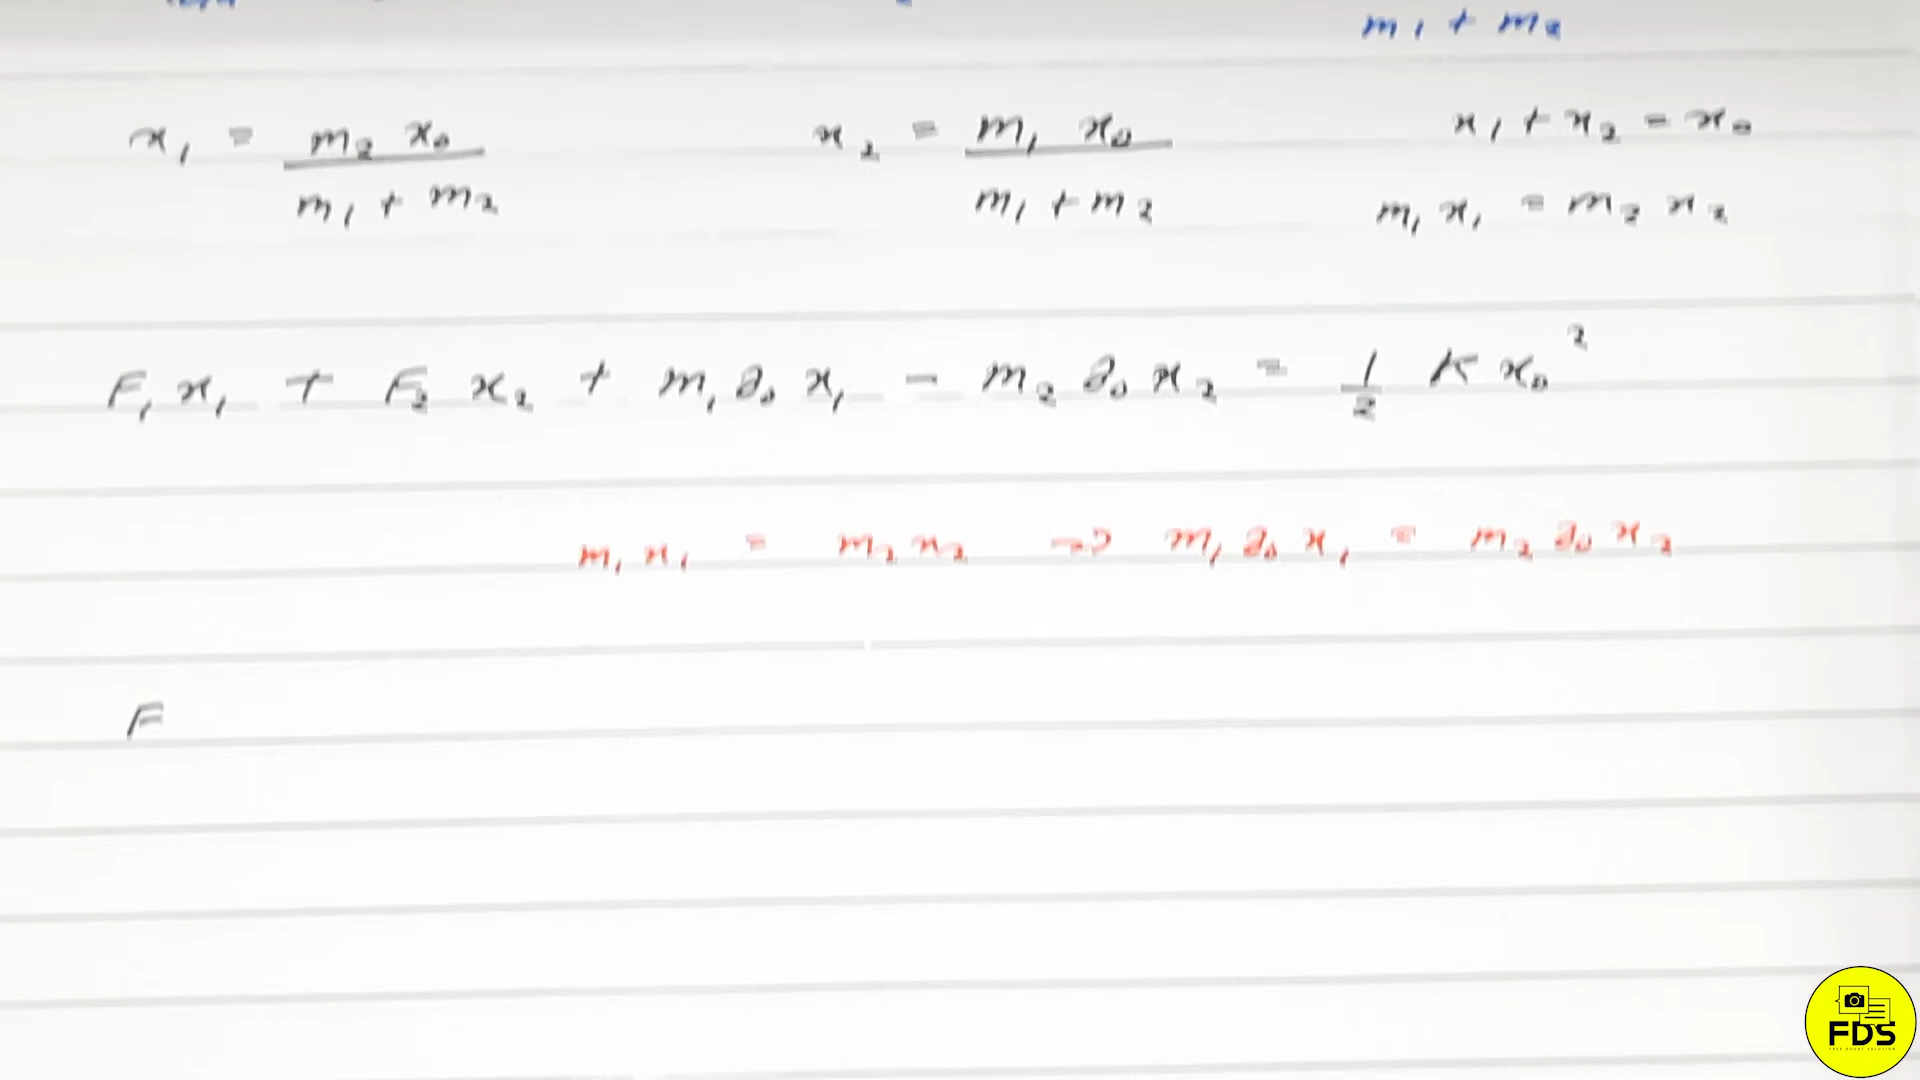 m₁ + m₂
x₁ = m₂ x₀ / (m₁ + m₂)    x₂ = m₁ x₀ / (m₁ + m₂)    x₁ + x₂ = x₀
m₁ x₁ = m₂ x₂
F₁ x₁ + F₂ x₂ + m₁ a₀ x₁ - m₂ a₀ x₂ = 1/2 K x₀²
m₁ x₁ = m₂ x₂ → m₁ a₀ x₁ = m₂ a₀ x₂
F
FDS